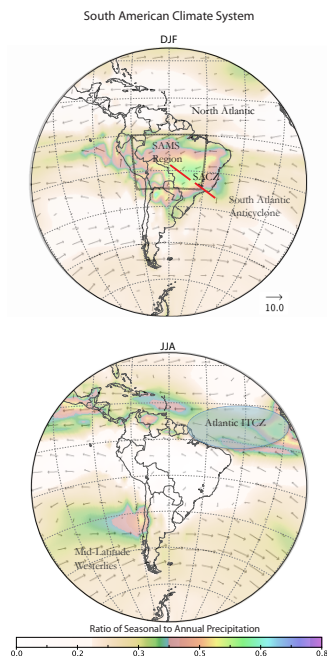 South American Climate System
DJF
North Atlantic
SAMS
Region
SACZ
South Atlantic
Anticyclone
10.0
JJA
Atlantic ITCZ
Mid-Latitude
Westerlies
Ratio of Seasonal to Annual Precipitation
0.0 0.2 0.3 0.5 0.6 0.8